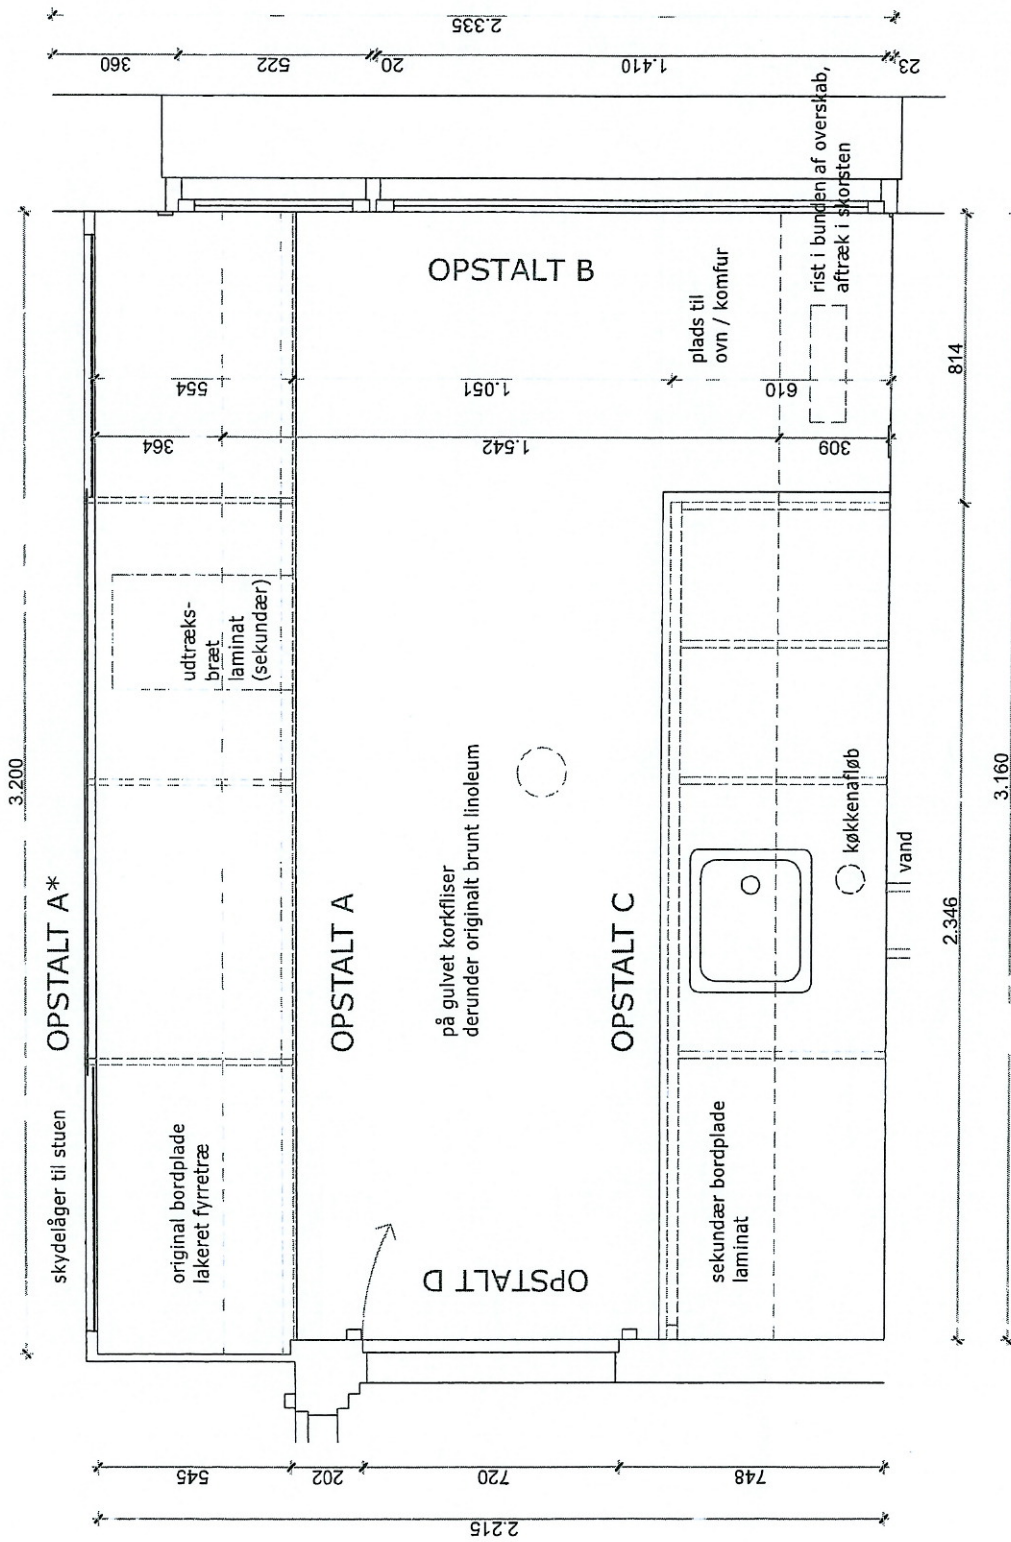 3.200
OPSTALT A*
skydelåger til stuen
original bordplade
lakeret fyrretræ
udtræks-
bræt
laminat
(sekundær)
364
554
OPSTALT A
OPSTALT B
OPSTALT D
på gulvet korkfliser
derunder originalt brunt linoleum
1.051
1.542
OPSTALT C
plads til
ovn / komfur
610
309
rist i bunden af overskab,
aftræk i skorsten
sekundær bordplade
laminat
køkkenafløb
vand
2.346
814
3.160
545
202
720
748
2.215
360
522
20
1.410
23
2.335